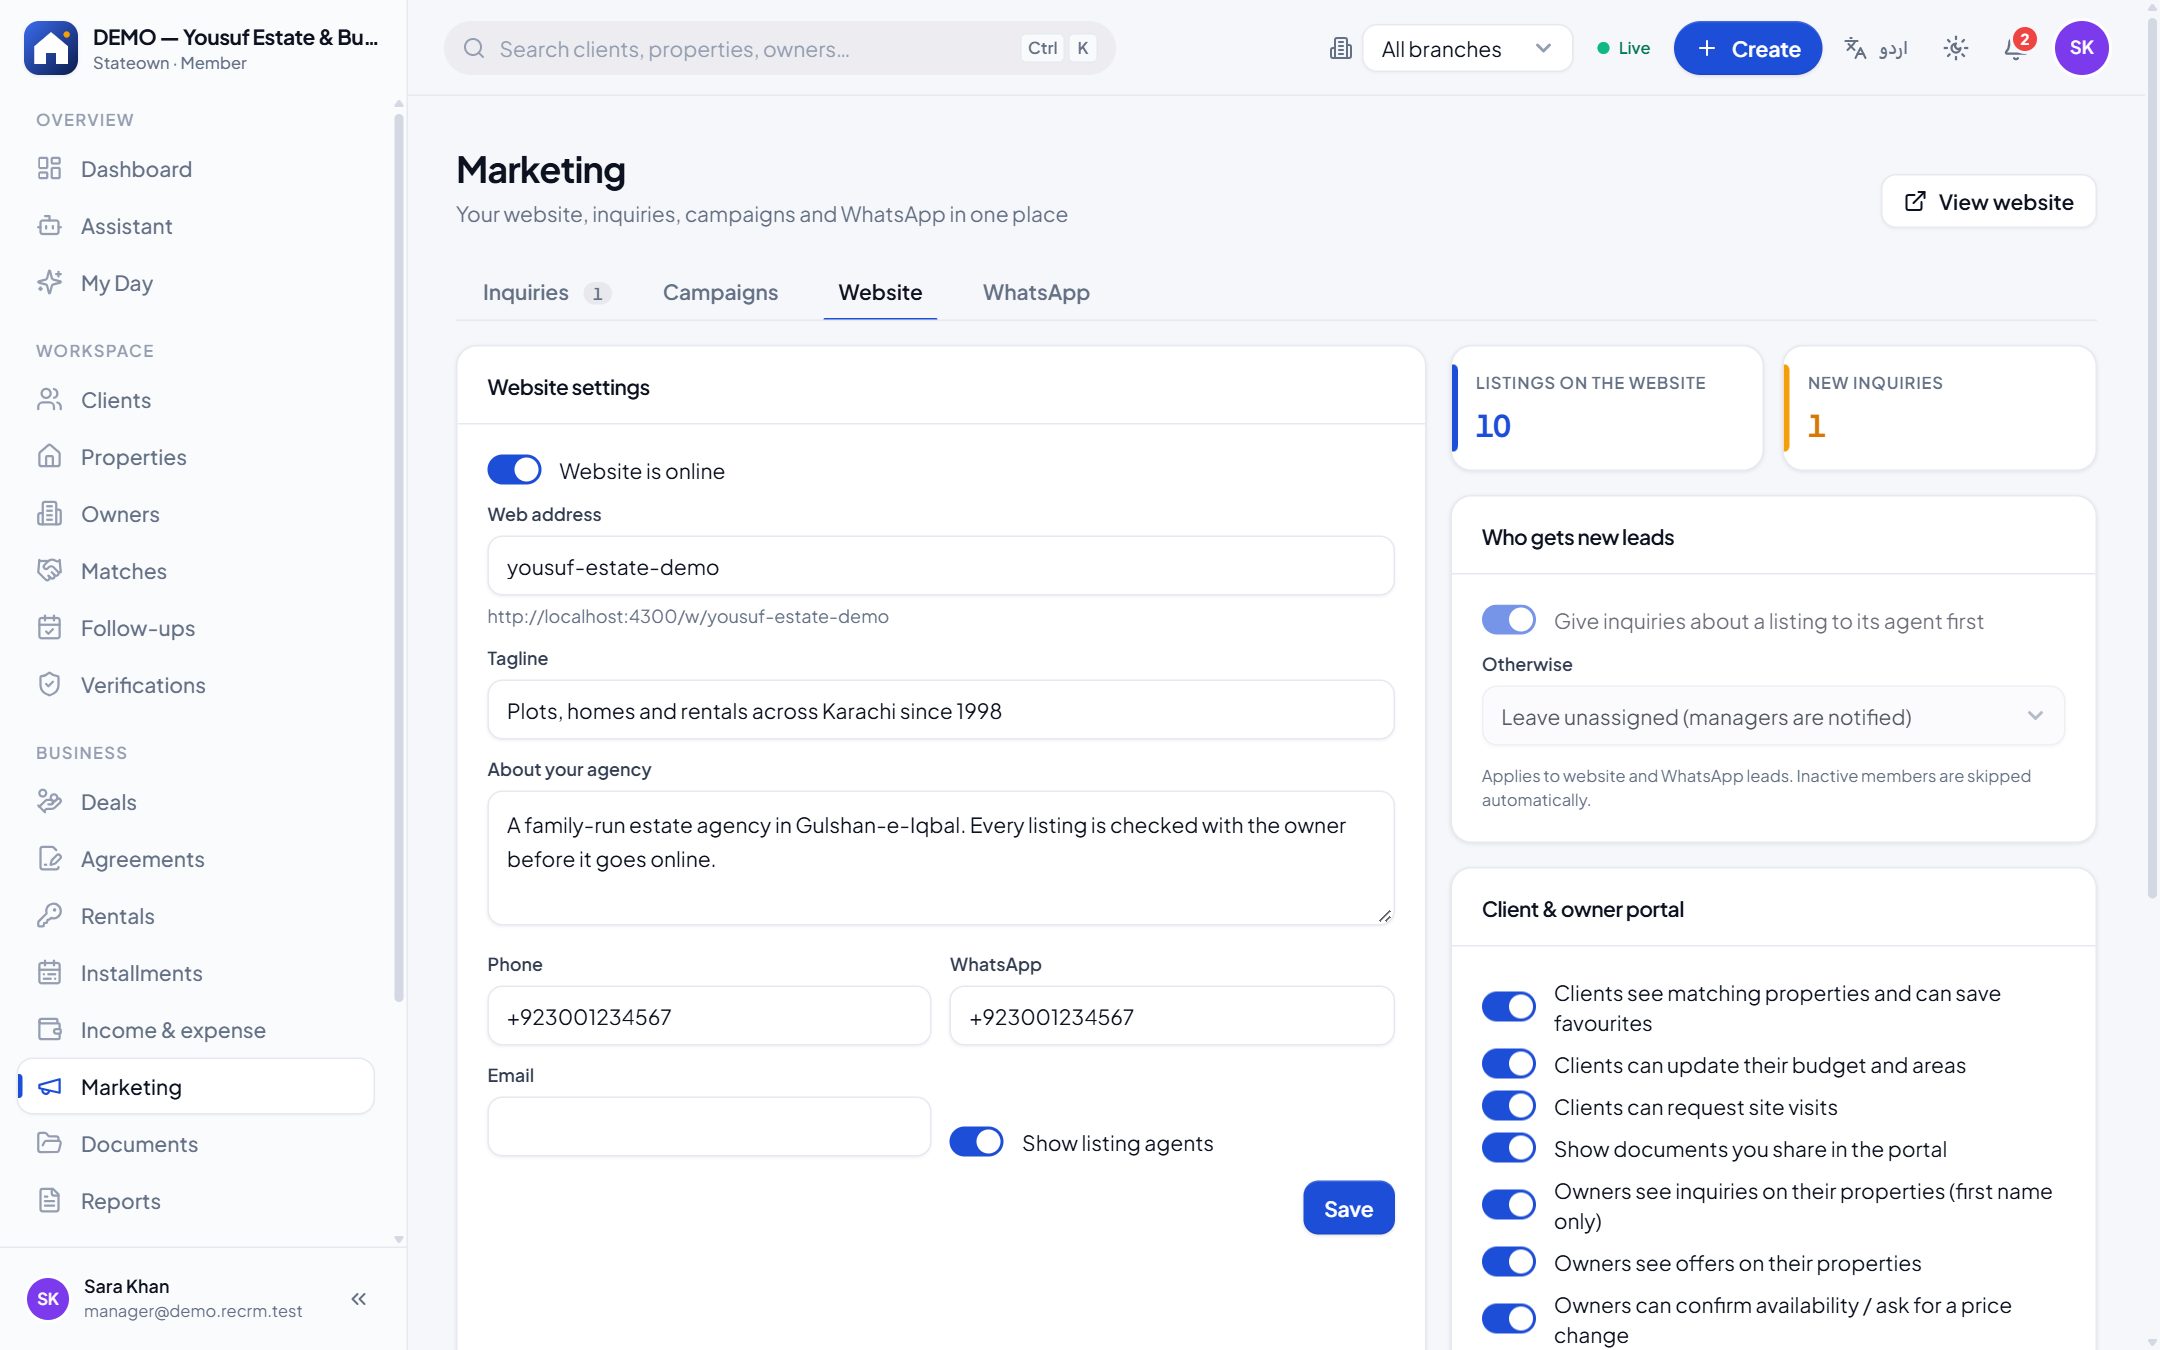 DEMO — Yousuf Estate & Bu...
Stateown · Member
OVERVIEW
Dashboard
Assistant
My Day
WORKSPACE
Clients
Properties
Owners
Matches
Follow-ups
Verifications
BUSINESS
Deals
Agreements
Rentals
Installments
Income & expense
Marketing
Documents
Reports
SK
Sara Khan
manager@demo.recrm.test
Search clients, properties, owners...
Ctrl K
All branches
Live
+ Create
اردو
2
SK
Marketing
Your website, inquiries, campaigns and WhatsApp in one place
View website
Inquiries 1
Campaigns
Website
WhatsApp
Website settings
Website is online
Web address
yousuf-estate-demo
http://localhost:4300/w/yousuf-estate-demo
Tagline
Plots, homes and rentals across Karachi since 1998
About your agency
A family-run estate agency in Gulshan-e-Iqbal. Every listing is checked with the owner
before it goes online.
Phone
+923001234567
WhatsApp
+923001234567
Email
Show listing agents
Save
LISTINGS ON THE WEBSITE
10
NEW INQUIRIES
1
Who gets new leads
Give inquiries about a listing to its agent first
Otherwise
Leave unassigned (managers are notified)
Applies to website and WhatsApp leads. Inactive members are skipped
automatically.
Client & owner portal
Clients see matching properties and can save
favourites
Clients can update their budget and areas
Clients can request site visits
Show documents you share in the portal
Owners see inquiries on their properties (first name
only)
Owners see offers on their properties
Owners can confirm availability / ask for a price
change